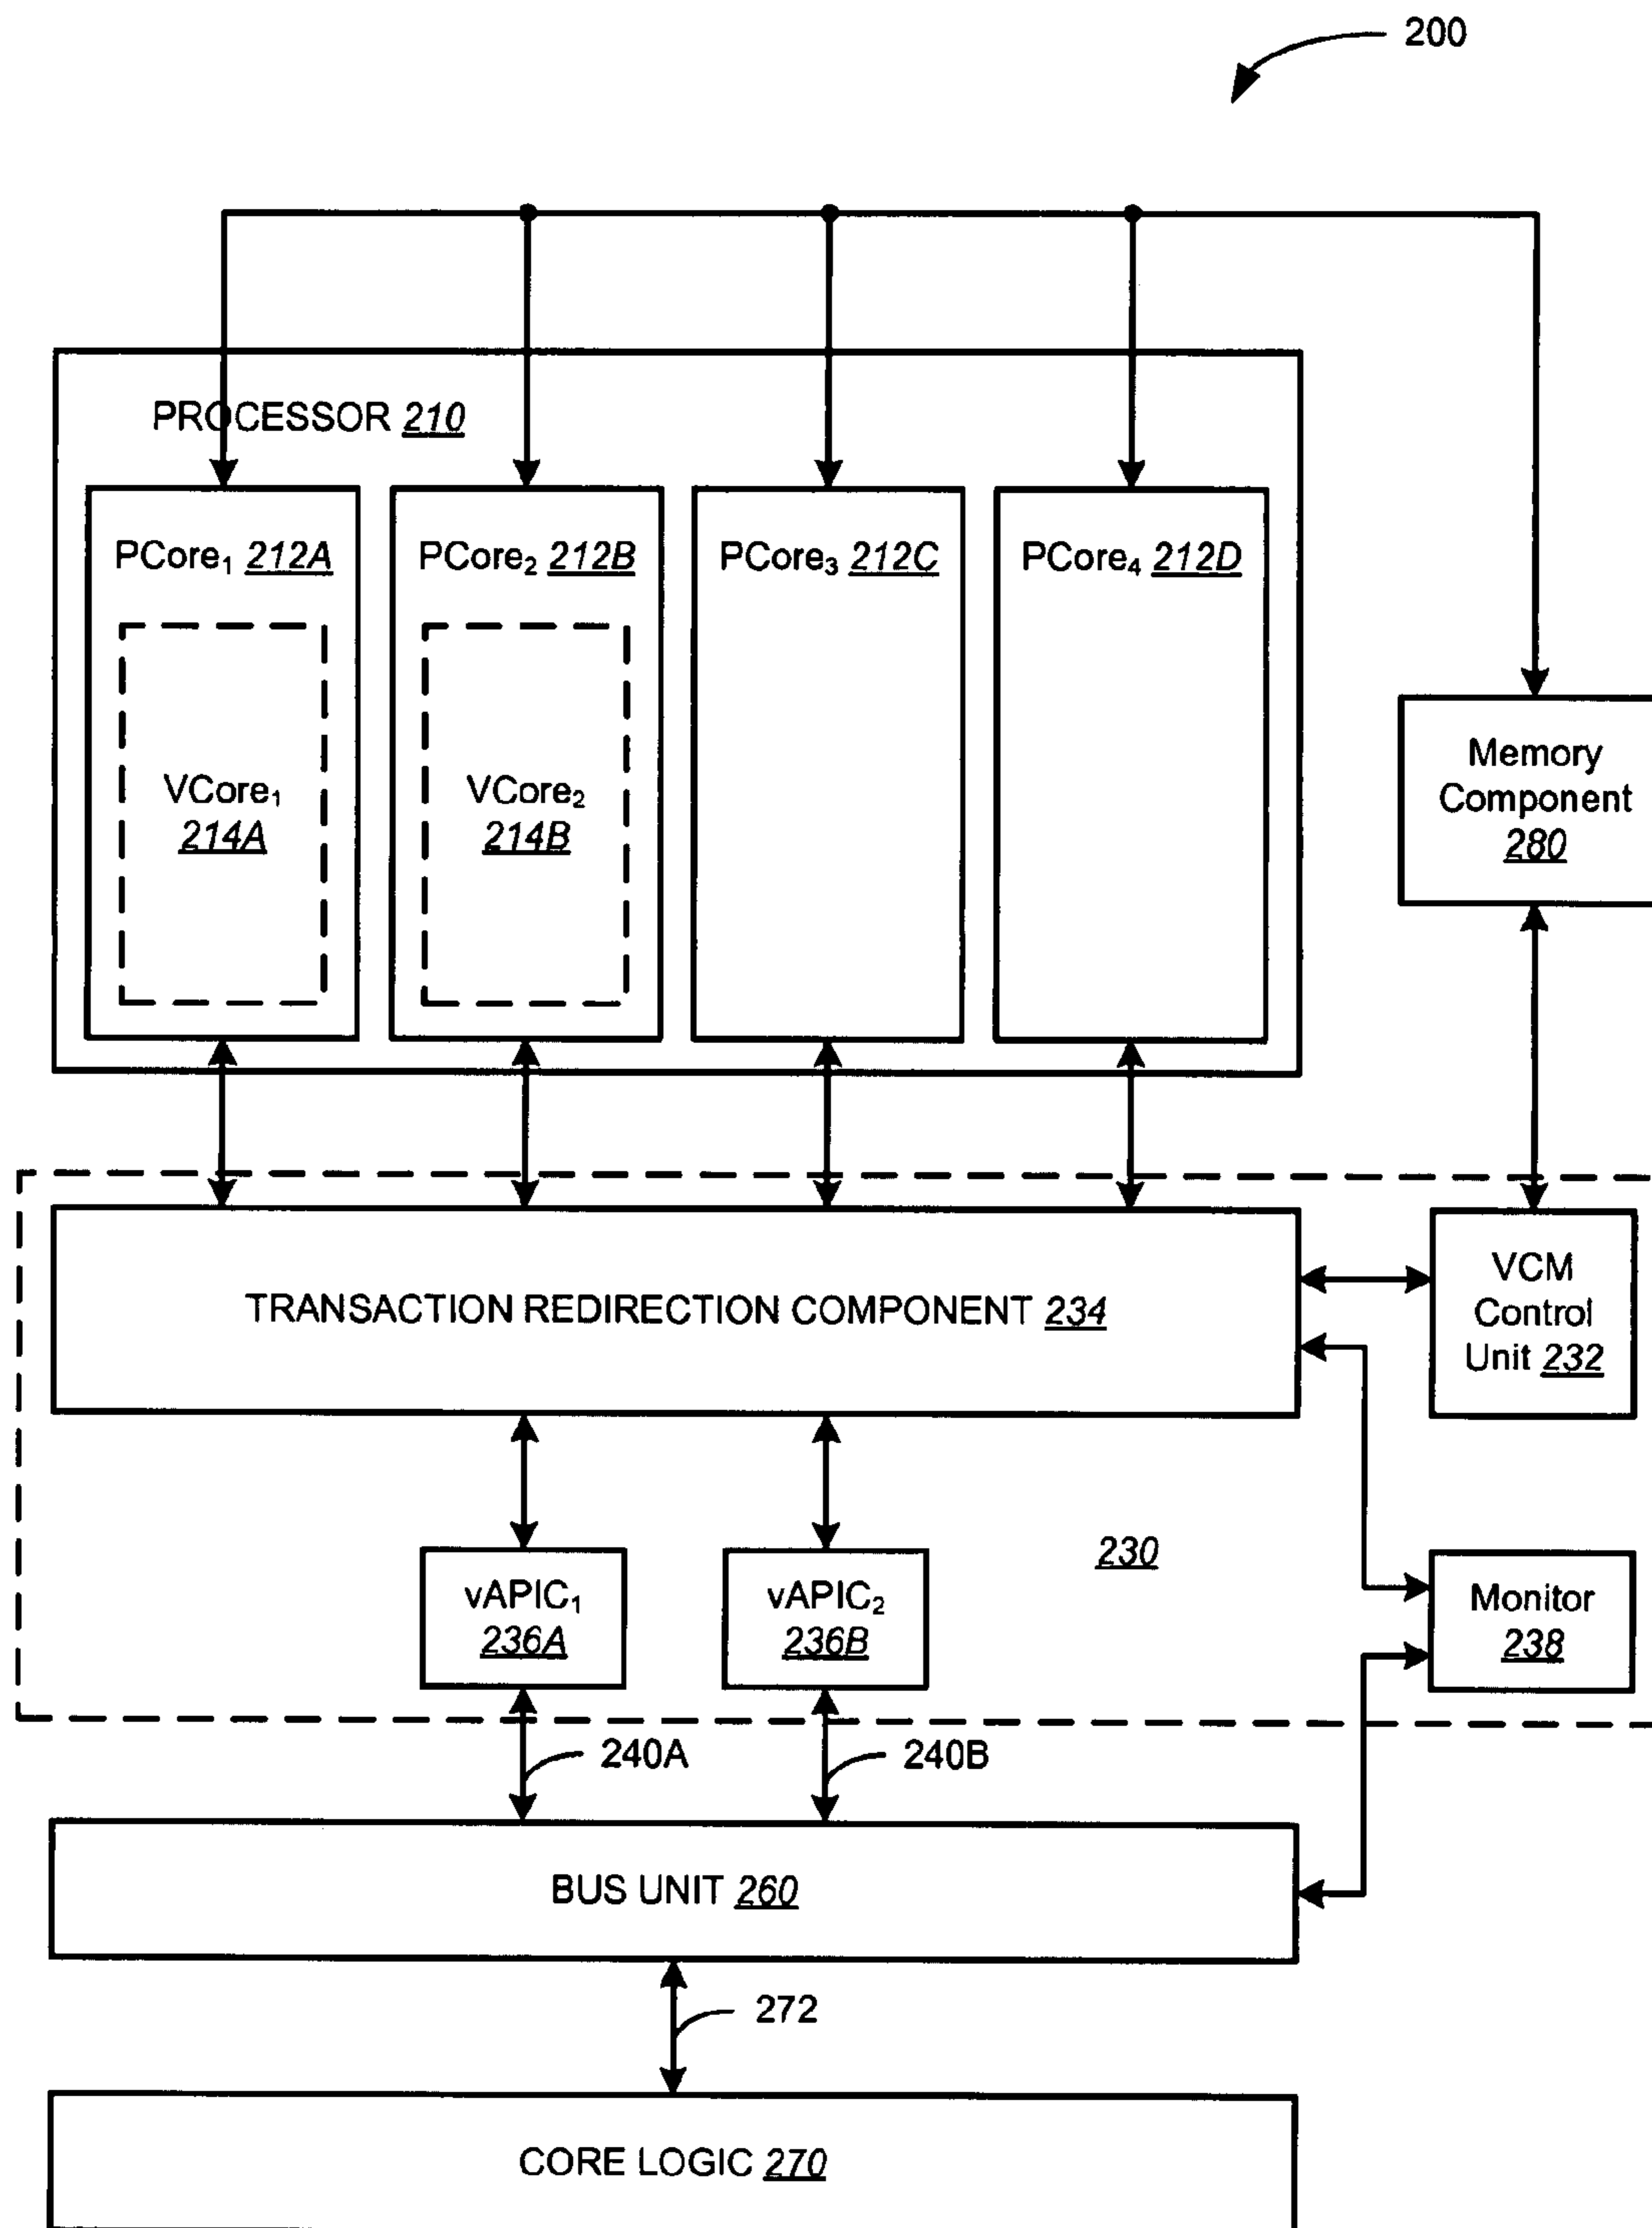 200
PROCESSOR 210
PCore₁ 212A
PCore₂ 212B
PCore₃ 212C
PCore₄ 212D
VCore₁
214A
VCore₂
214B
Memory
Component
280
TRANSACTION REDIRECTION COMPONENT 234
VCM
Control
Unit 232
vAPIC₁
236A
vAPIC₂
236B
230
Monitor
238
240A
240B
BUS UNIT 260
272
CORE LOGIC 270